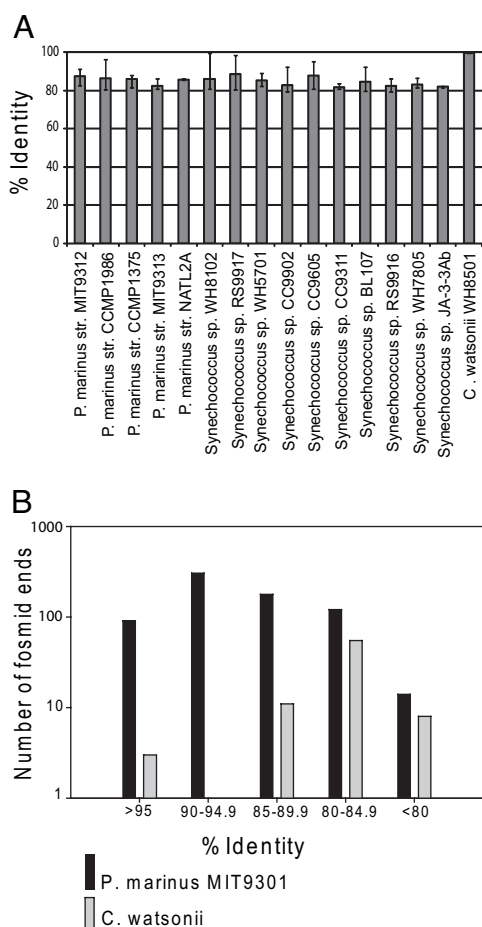 A
% Identity
100
80
60
40
20
0
P. marinus str. MIT9312
P. marinus str. CCMP1986
P. marinus str. CCMP1375
P. marinus str. MIT9313
P. marinus str. NATL2A
Synechococcus sp. WH8102
Synechococcus sp. RS9917
Synechococcus sp. WH5701
Synechococcus sp. CC9902
Synechococcus sp. CC9605
Synechococcus sp. CC9311
Synechococcus sp. BL107
Synechococcus sp. RS9916
Synechococcus sp. WH7805
Synechococcus sp. JA-3-3Ab
C. watsonii WH8501
B
Number of fosmid ends
1000
100
10
1
>95
90-94.9
85-89.9
80-84.9
<80
% Identity
P. marinus MIT9301
C. watsonii